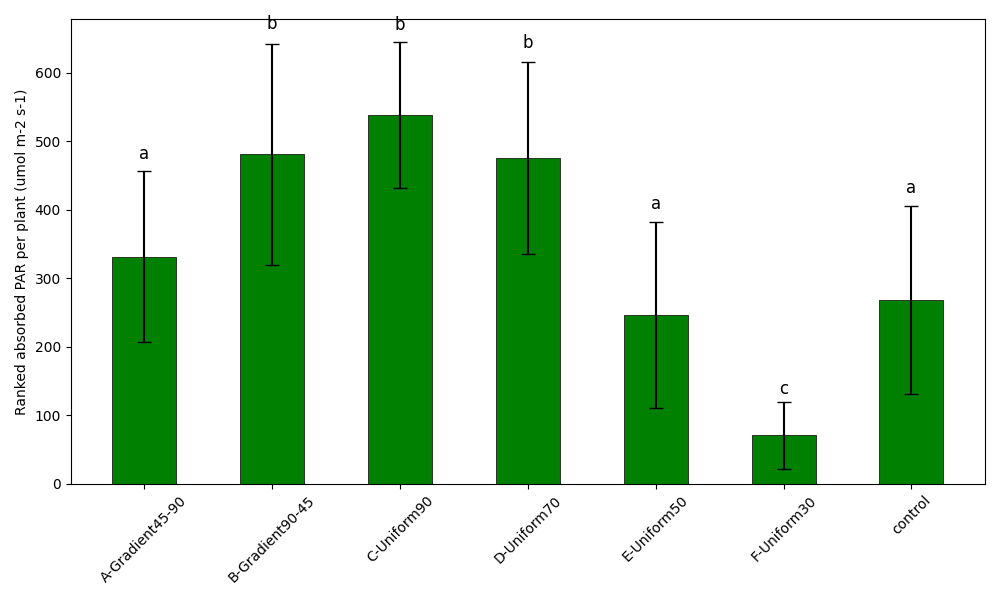 b
b
b
a
a
a
c
Ranked absorbed PAR per plant (umol m-2 s-1)
600
500
400
300
200
100
0
A-Gradient45-90
B-Gradient90-45
C-Uniform90
D-Uniform70
E-Uniform50
F-Uniform30
control